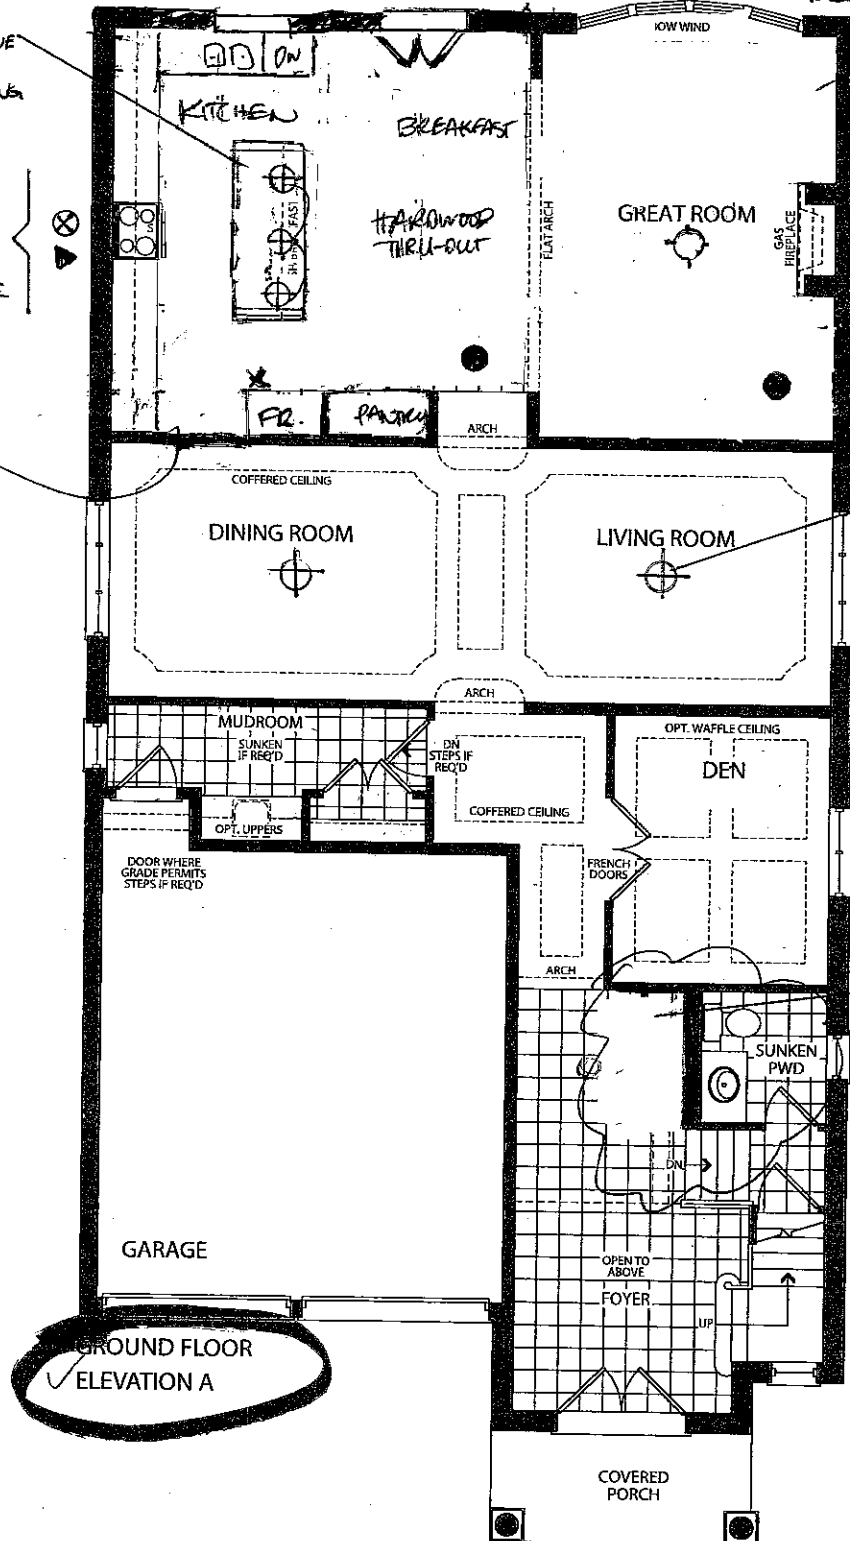 DW
KITCHEN
BREAKFAST
HARDWOOD
THRU-OUT
FLAT ARCH
GREAT ROOM
GAS
FIREPLACE
FR.
PANTRY
ARCH
COFFERED CEILING
DINING ROOM
LIVING ROOM
ARCH
MUDROOM
SUNKEN
IF REQ'D
DN
STEPS IF
REQ'D
OPT. UPPERS
COFFERED CEILING
OPT. WAFFLE CEILING
DEN
FRENCH
DOORS
DOOR WHERE
GRADE PERMITS
STEPS IF REQ'D
ARCH
SUNKEN
PWD
DN
GARAGE
OPEN TO
ABOVE
FOYER
UP
GROUND FLOOR
ELEVATION A
COVERED
PORCH